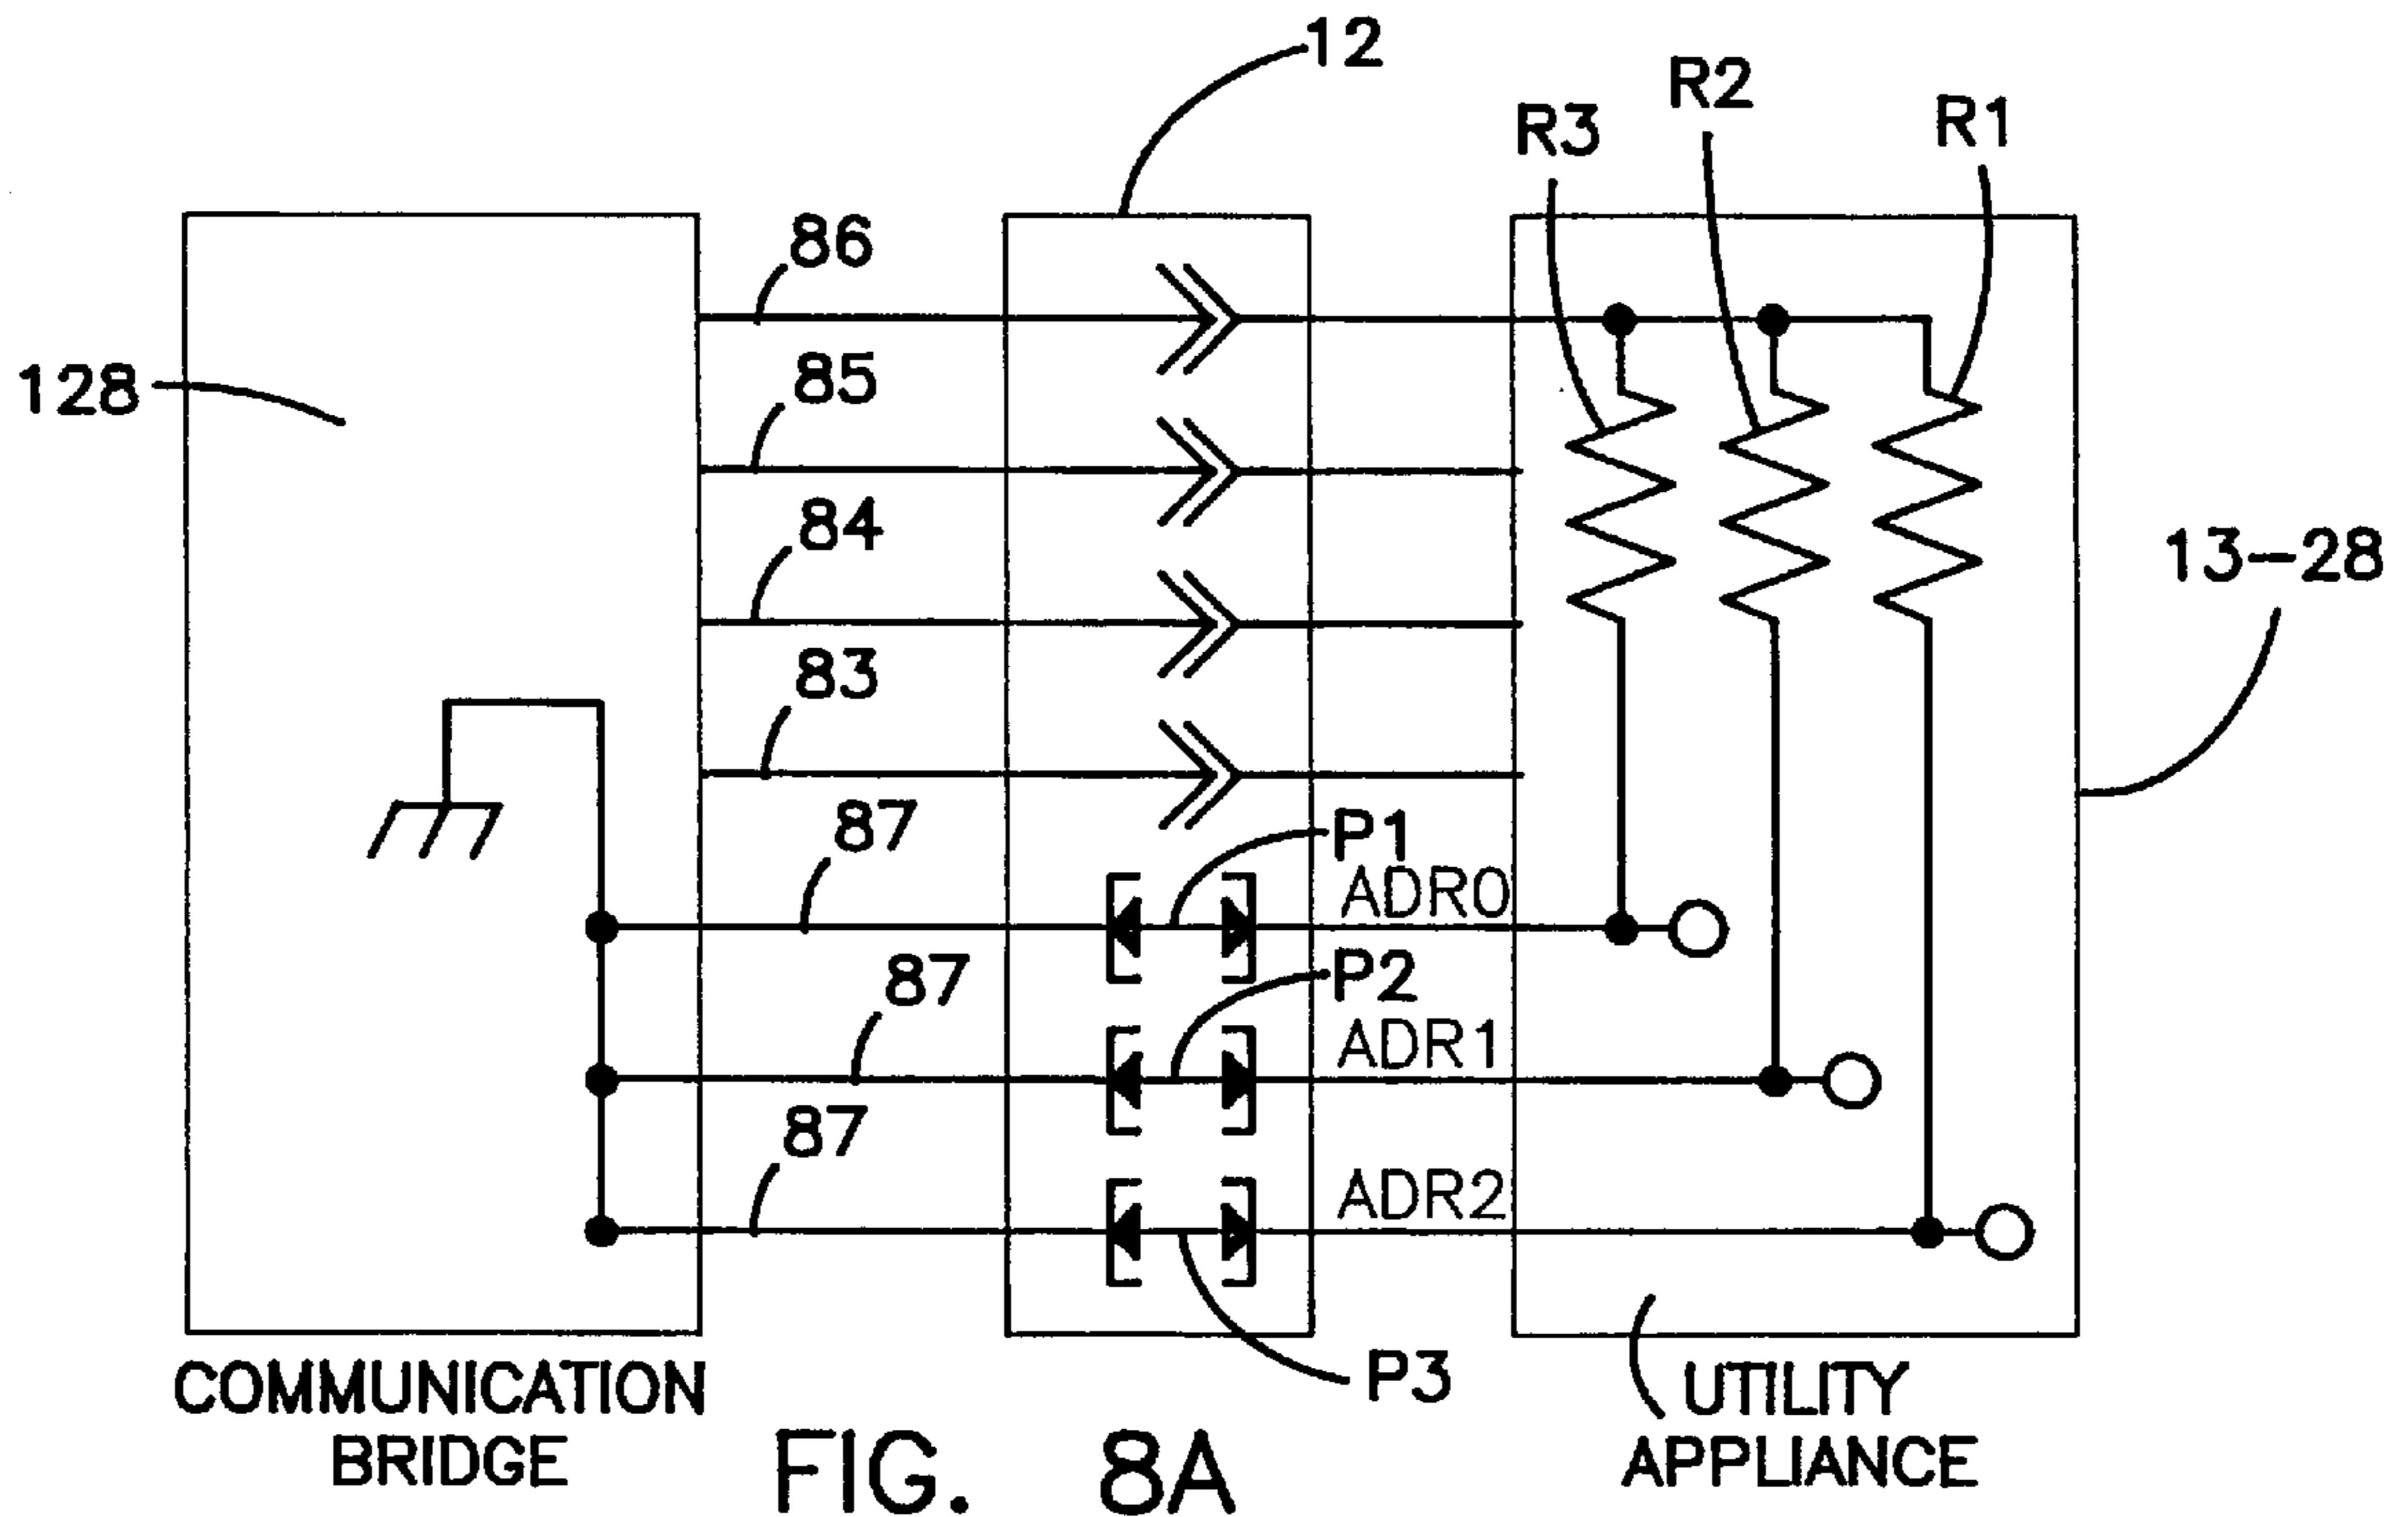 12
R3
R2
R1
86
128
85
84
13-28
83
87
P1
ADR0
87
P2
ADR1
87
ADR2
P3
COMMUNICATION
BRIDGE
UTILITY
APPLIANCE
FIG. 8A